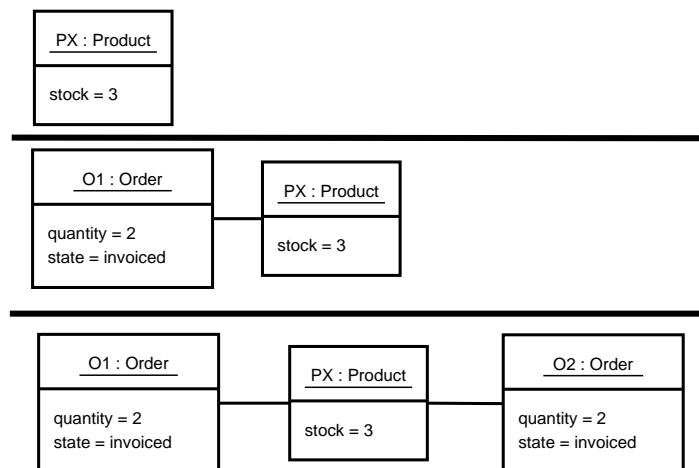 PX : Product
stock = 3
O1 : Order
quantity = 2
state = invoiced
PX : Product
stock = 3
O1 : Order
quantity = 2
state = invoiced
PX : Product
stock = 3
O2 : Order
quantity = 2
state = invoiced